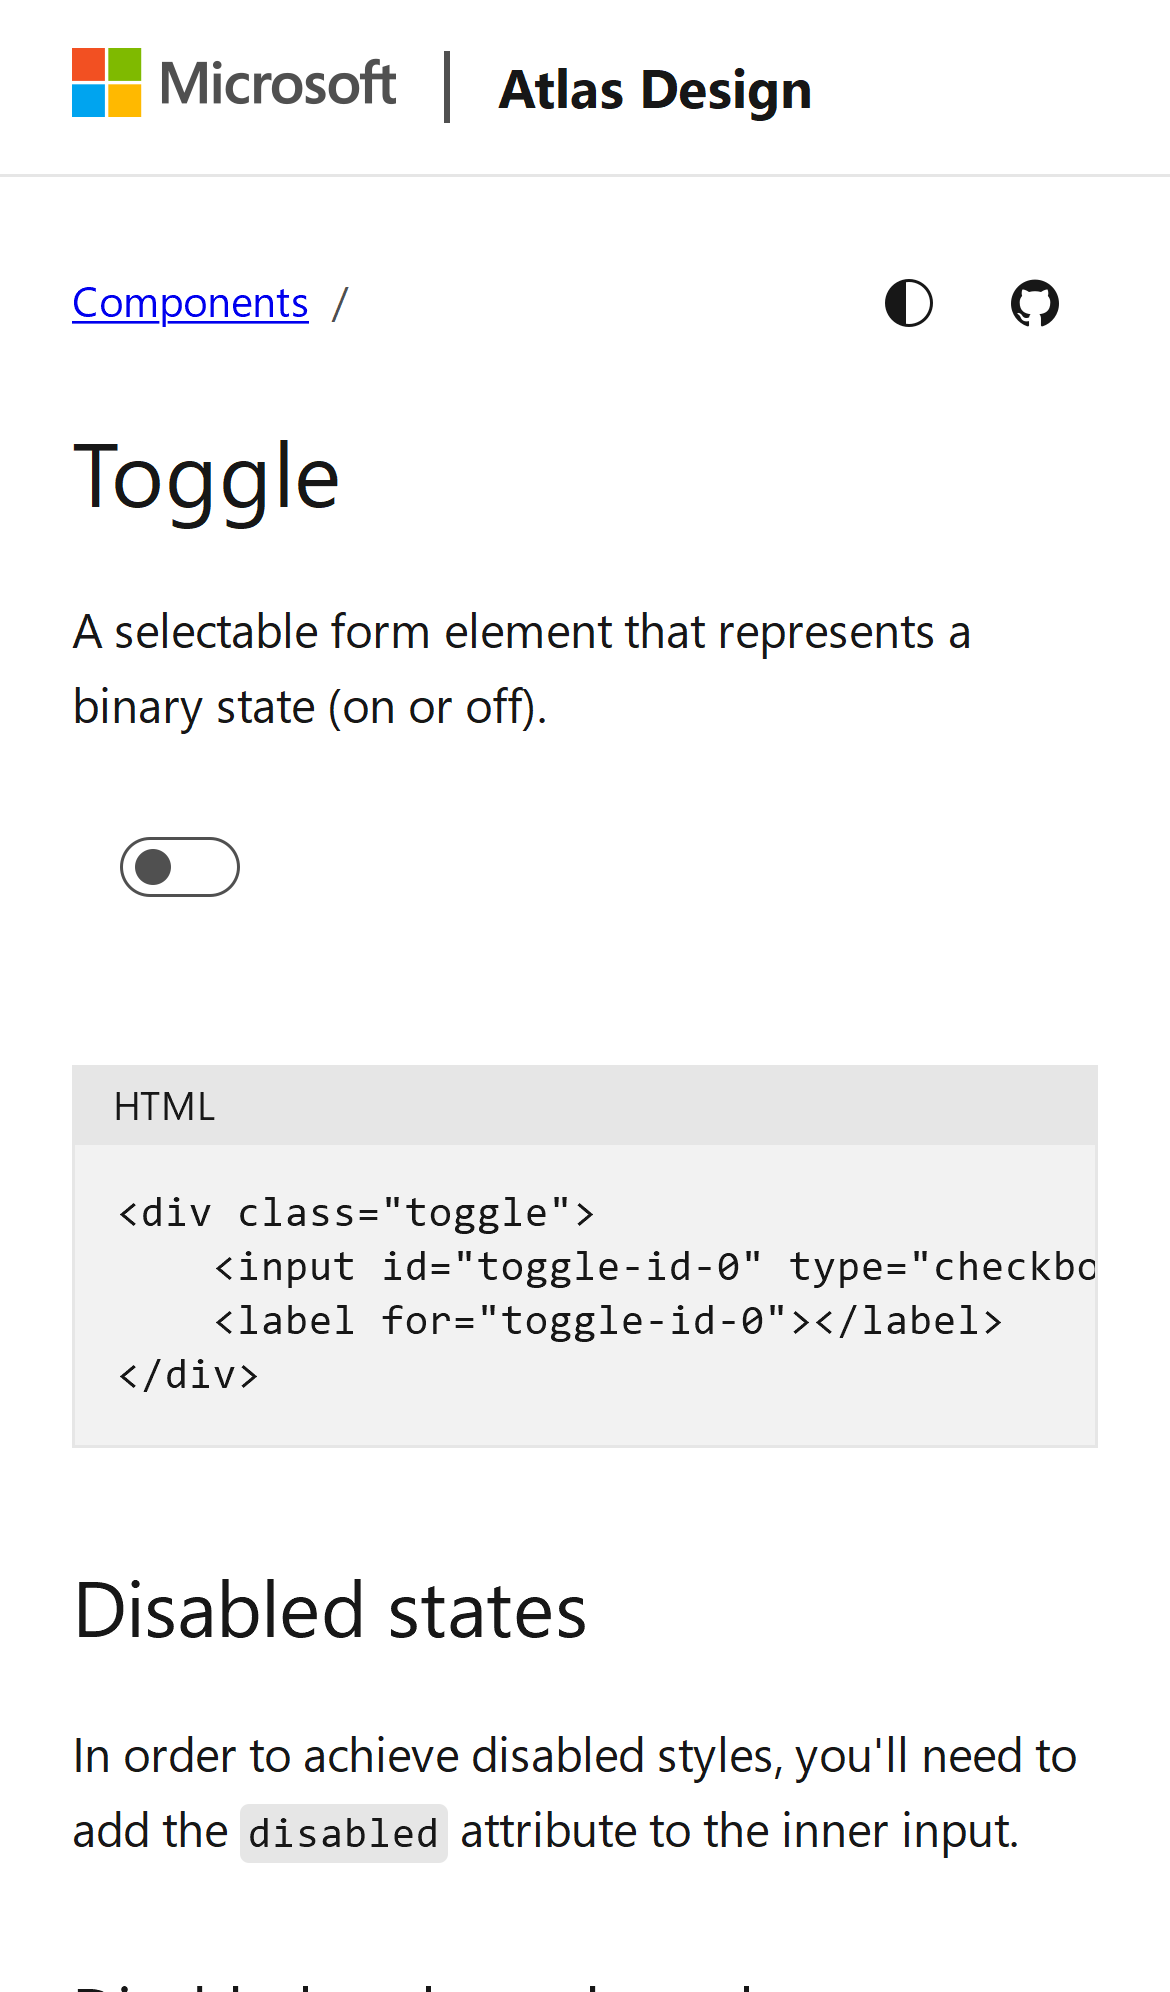 Microsoft | Atlas Design
Components /
Toggle
A selectable form element that represents a
binary state (on or off).
HTML
<div class="toggle">
    <input id="toggle-id-0" type="checkbo
    <label for="toggle-id-0"></label>
</div>
Disabled states
In order to achieve disabled styles, you'll need to
add the disabled attribute to the inner input.